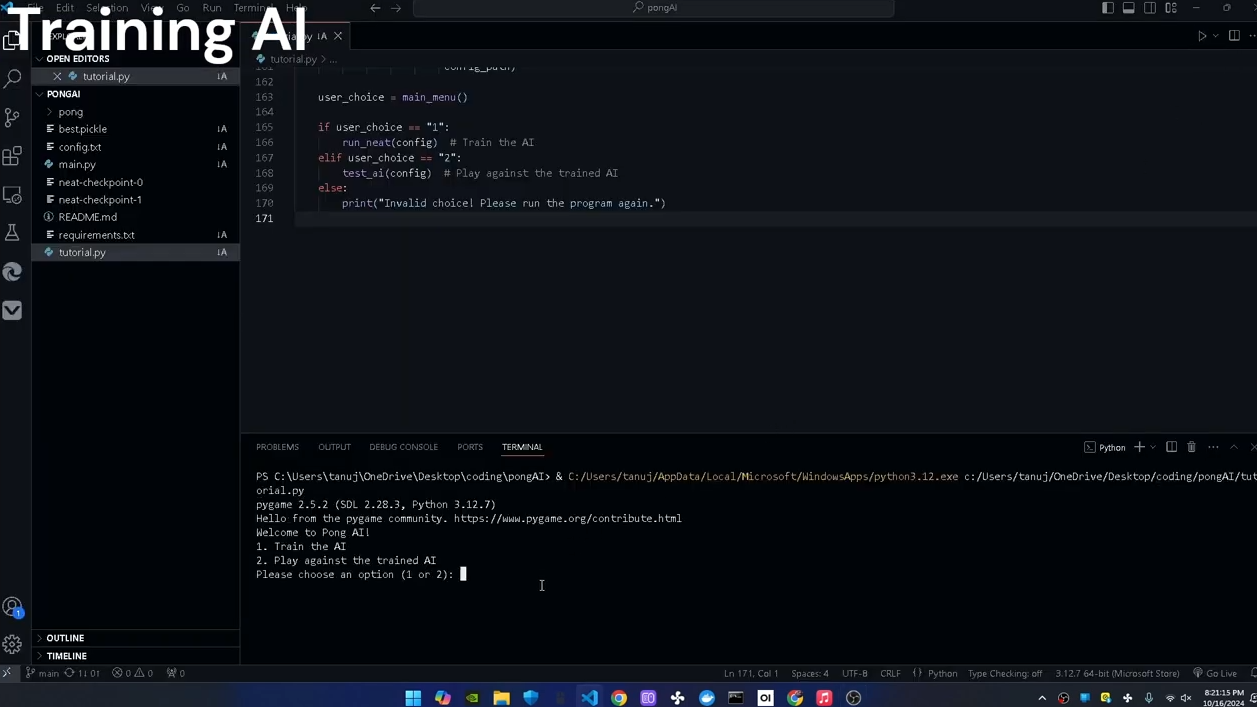 Training AI
File Edit Selection View Go Run Terminal Help
pongAI
OPEN EDITORS
tutorial.py ↓A
PONGAI
pong
best.pickle ↓A
config.txt ↓A
main.py ↓A
neat-checkpoint-0
neat-checkpoint-1
README.md
requirements.txt ↓A
tutorial.py ↓A
OUTLINE
TIMELINE
↓A
tutorial.py > ...
config_path)
162
163 user_choice = main_menu()
164
165 if user_choice == "1":
166 run_neat(config) # Train the AI
167 elif user_choice == "2":
168 test_ai(config) # Play against the trained AI
169 else:
170 print("Invalid choice! Please run the program again.")
171
PROBLEMS OUTPUT DEBUG CONSOLE PORTS TERMINAL
Python
PS C:\Users\tanuj\OneDrive\Desktop\coding\pongAI> & C:/Users/tanuj/AppData/Local/Microsoft/WindowsApps/python3.12.exe c:/Users/tanuj/OneDrive/Desktop/coding/pongAI/tut
orial.py
pygame 2.5.2 (SDL 2.28.3, Python 3.12.7)
Hello from the pygame community. https://www.pygame.org/contribute.html
Welcome to Pong AI!
1. Train the AI
2. Play against the trained AI
Please choose an option (1 or 2):
1
main 1↓ 0↑ 0 0 0 Ln 171, Col 1 Spaces: 4 UTF-8 CRLF Python Type Checking: off 3.12.7 64-bit (Microsoft Store) Go Live
8:21:15 PM
10/16/2024